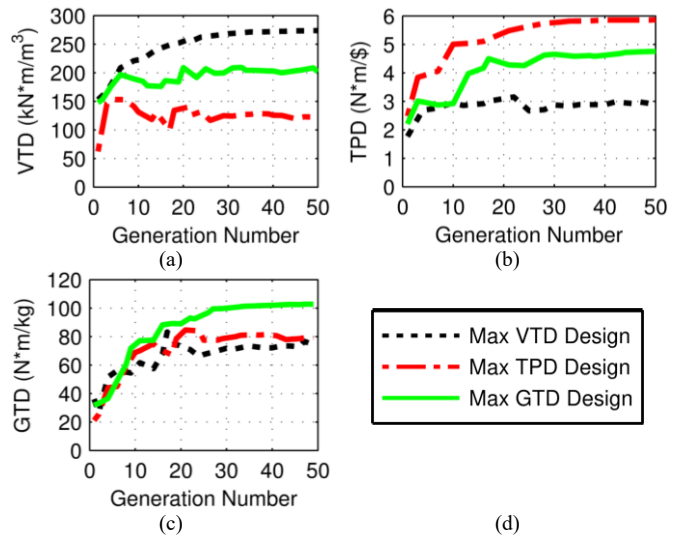 300
250
200
150
100
50
0
VTD (kN*m/m³)
0 10 20 30 40 50
Generation Number
(a)
6
5
4
3
2
1
0
TPD (N*m/$)
0 10 20 30 40 50
Generation Number
(b)
120
100
80
60
40
20
0
GTD (N*m/kg)
0 10 20 30 40 50
Generation Number
(c)
Max VTD Design
Max TPD Design
Max GTD Design
(d)